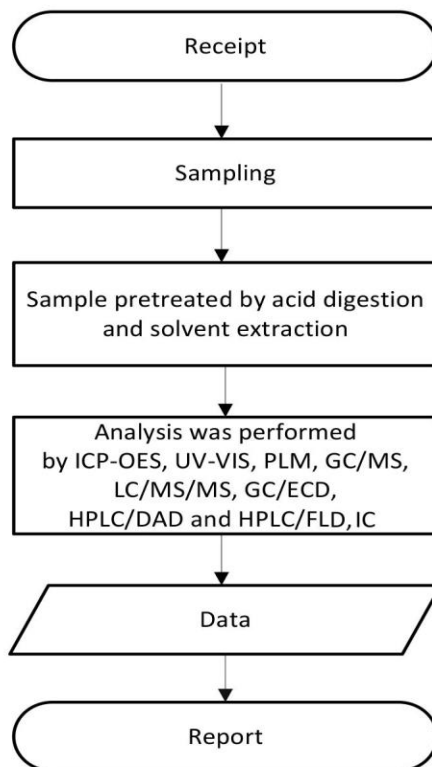 Receipt
Sampling
Sample pretreated by acid digestion
and solvent extraction
Analysis was performed
by ICP-OES, UV-VIS, PLM, GC/MS,
LC/MS/MS, GC/ECD,
HPLC/DAD and HPLC/FLD, IC
Data
Report